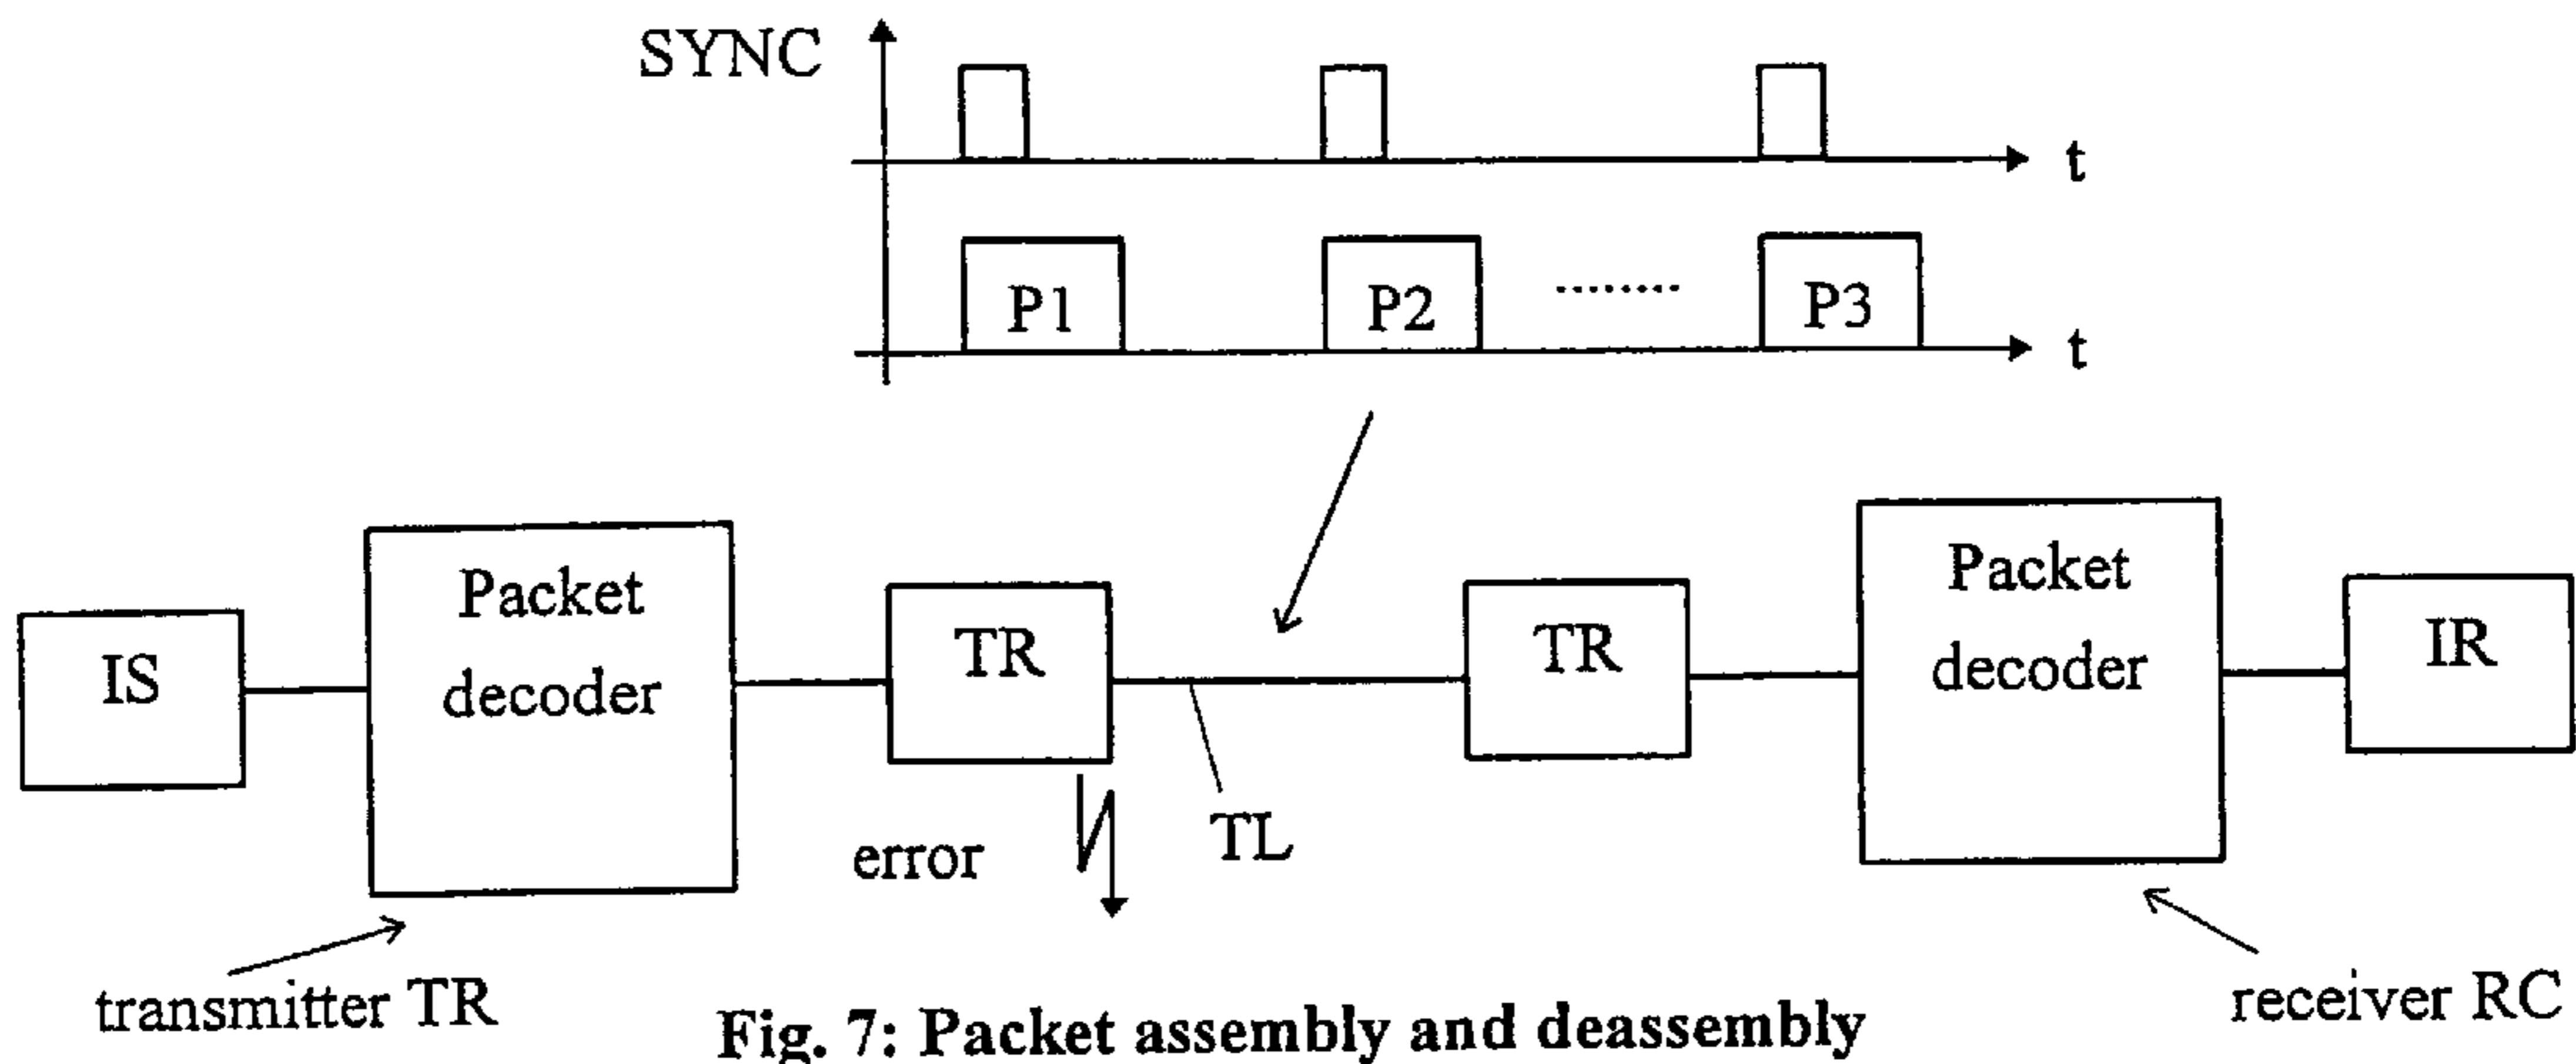 SYNC
t
P1 P2 ........ P3
t
IS
Packet
decoder
TR
TR
Packet
decoder
IR
error
TL
transmitter TR
receiver RC
Fig. 7: Packet assembly and deassembly